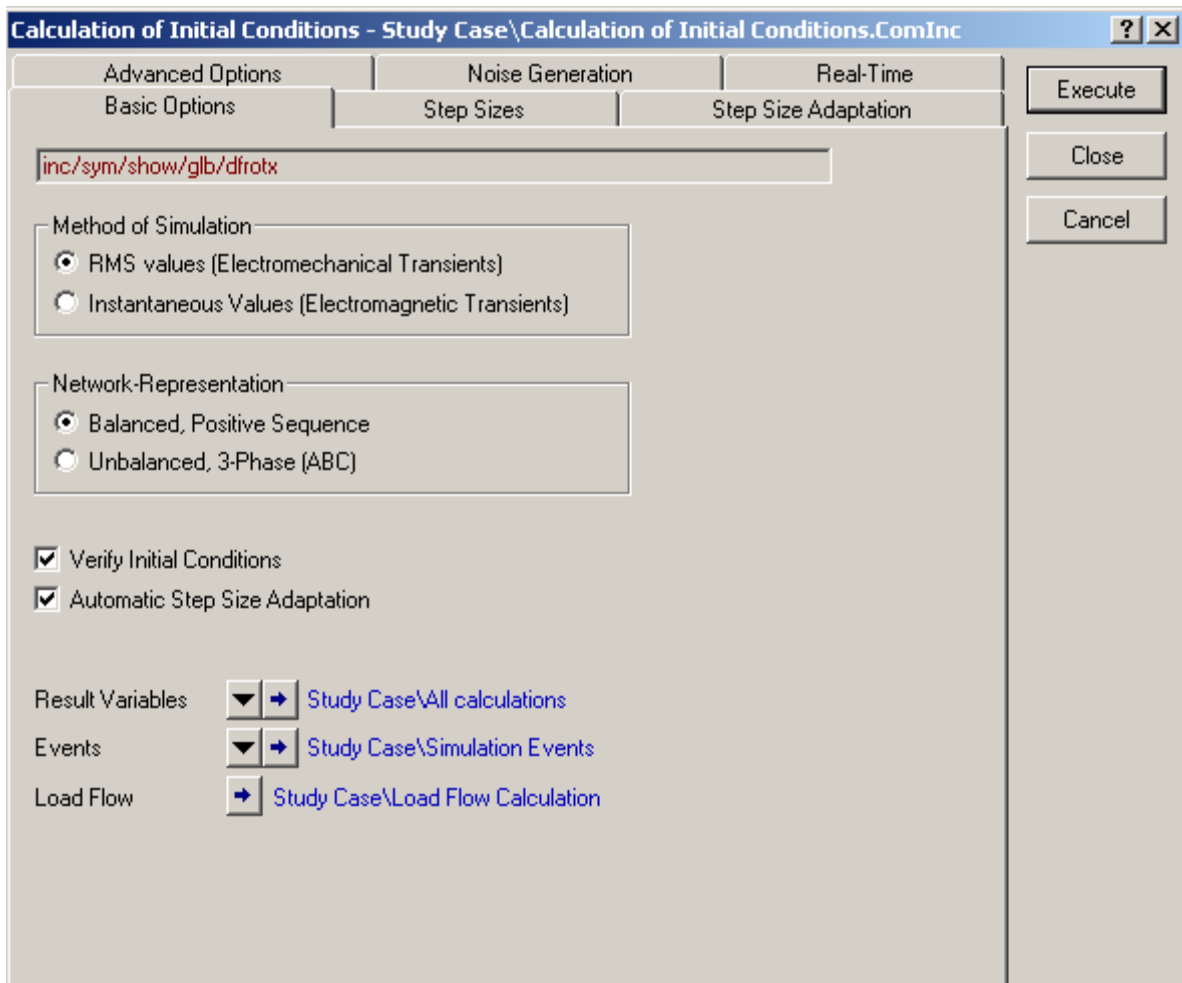 Calculation of Initial Conditions - Study Case\Calculation of Initial Conditions.ComInc
Advanced Options
Noise Generation
Real-Time
Basic Options
Step Sizes
Step Size Adaptation
Execute
Close
Cancel
inc/sym/show/glb/dfrotx
Method of Simulation
RMS values (Electromechanical Transients)
Instantaneous Values (Electromagnetic Transients)
Network-Representation
Balanced, Positive Sequence
Unbalanced, 3-Phase (ABC)
Verify Initial Conditions
Automatic Step Size Adaptation
Result Variables
Study Case\All calculations
Events
Study Case\Simulation Events
Load Flow
Study Case\Load Flow Calculation